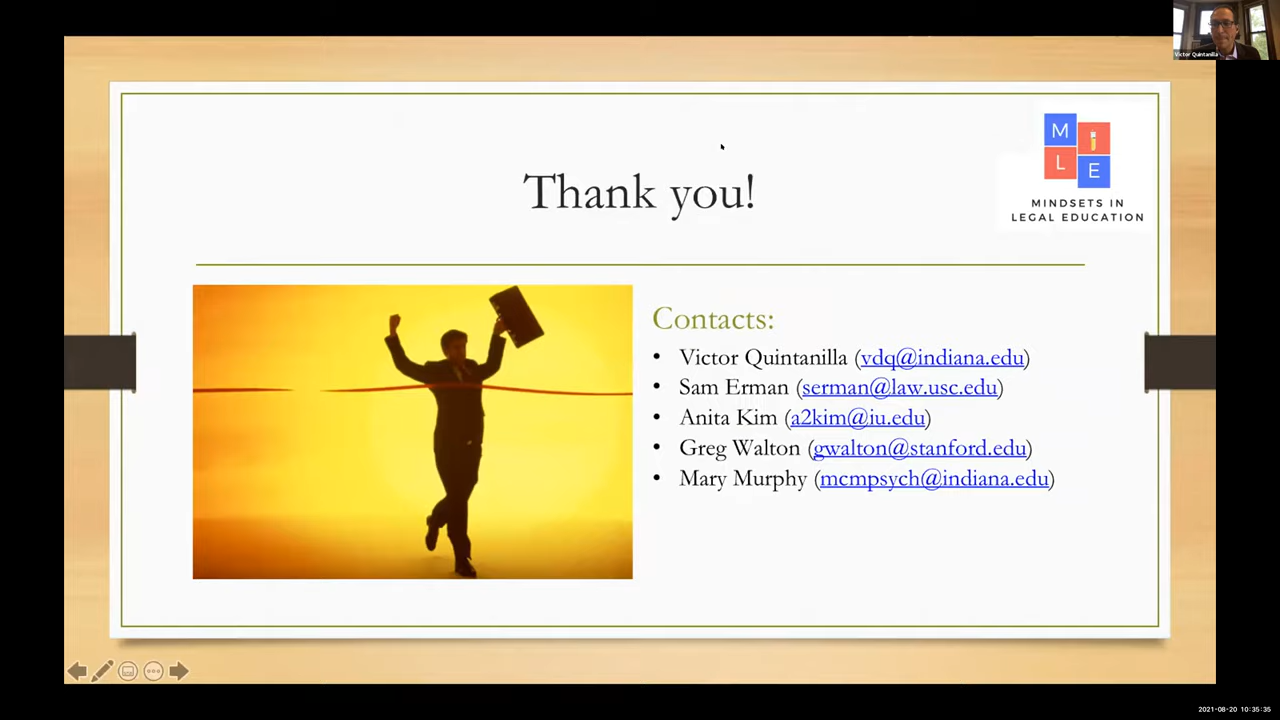 Victor Quintanilla
Thank you!
M
L E
MINDSETS IN
LEGAL EDUCATION
Contacts:
• Victor Quintanilla (vdq@indiana.edu)
• Sam Erman (serman@law.usc.edu)
• Anita Kim (a2kim@iu.edu)
• Greg Walton (gwalton@stanford.edu)
• Mary Murphy (mcmpsych@indiana.edu)
2021-08-20 10:35:35